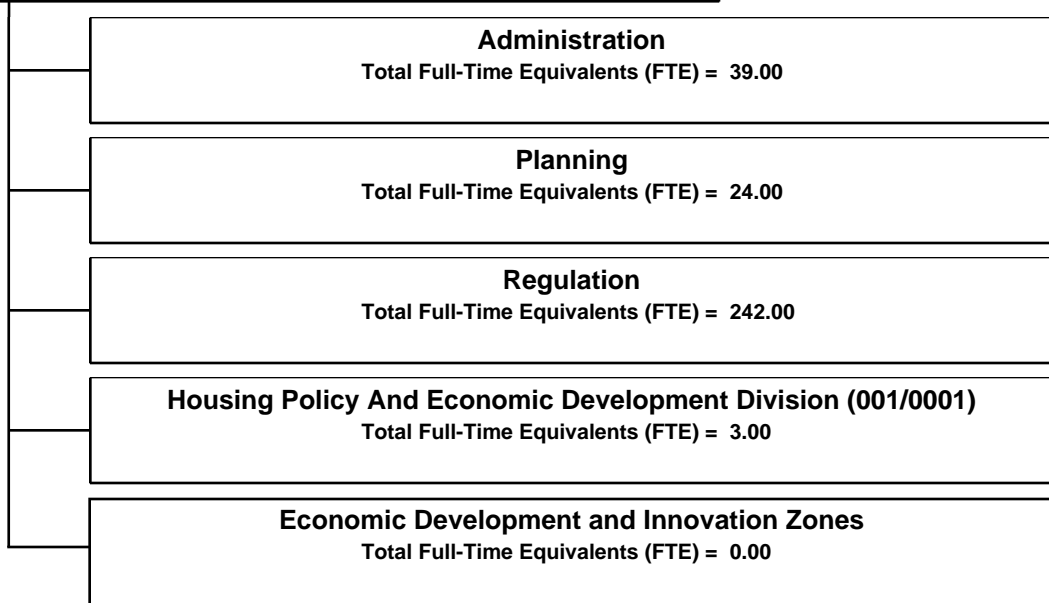 Administration
Total Full-Time Equivalents (FTE) = 39.00
Planning
Total Full-Time Equivalents (FTE) = 24.00
Regulation
Total Full-Time Equivalents (FTE) = 242.00
Housing Policy And Economic Development Division (001/0001)
Total Full-Time Equivalents (FTE) = 3.00
Economic Development and Innovation Zones
Total Full-Time Equivalents (FTE) = 0.00